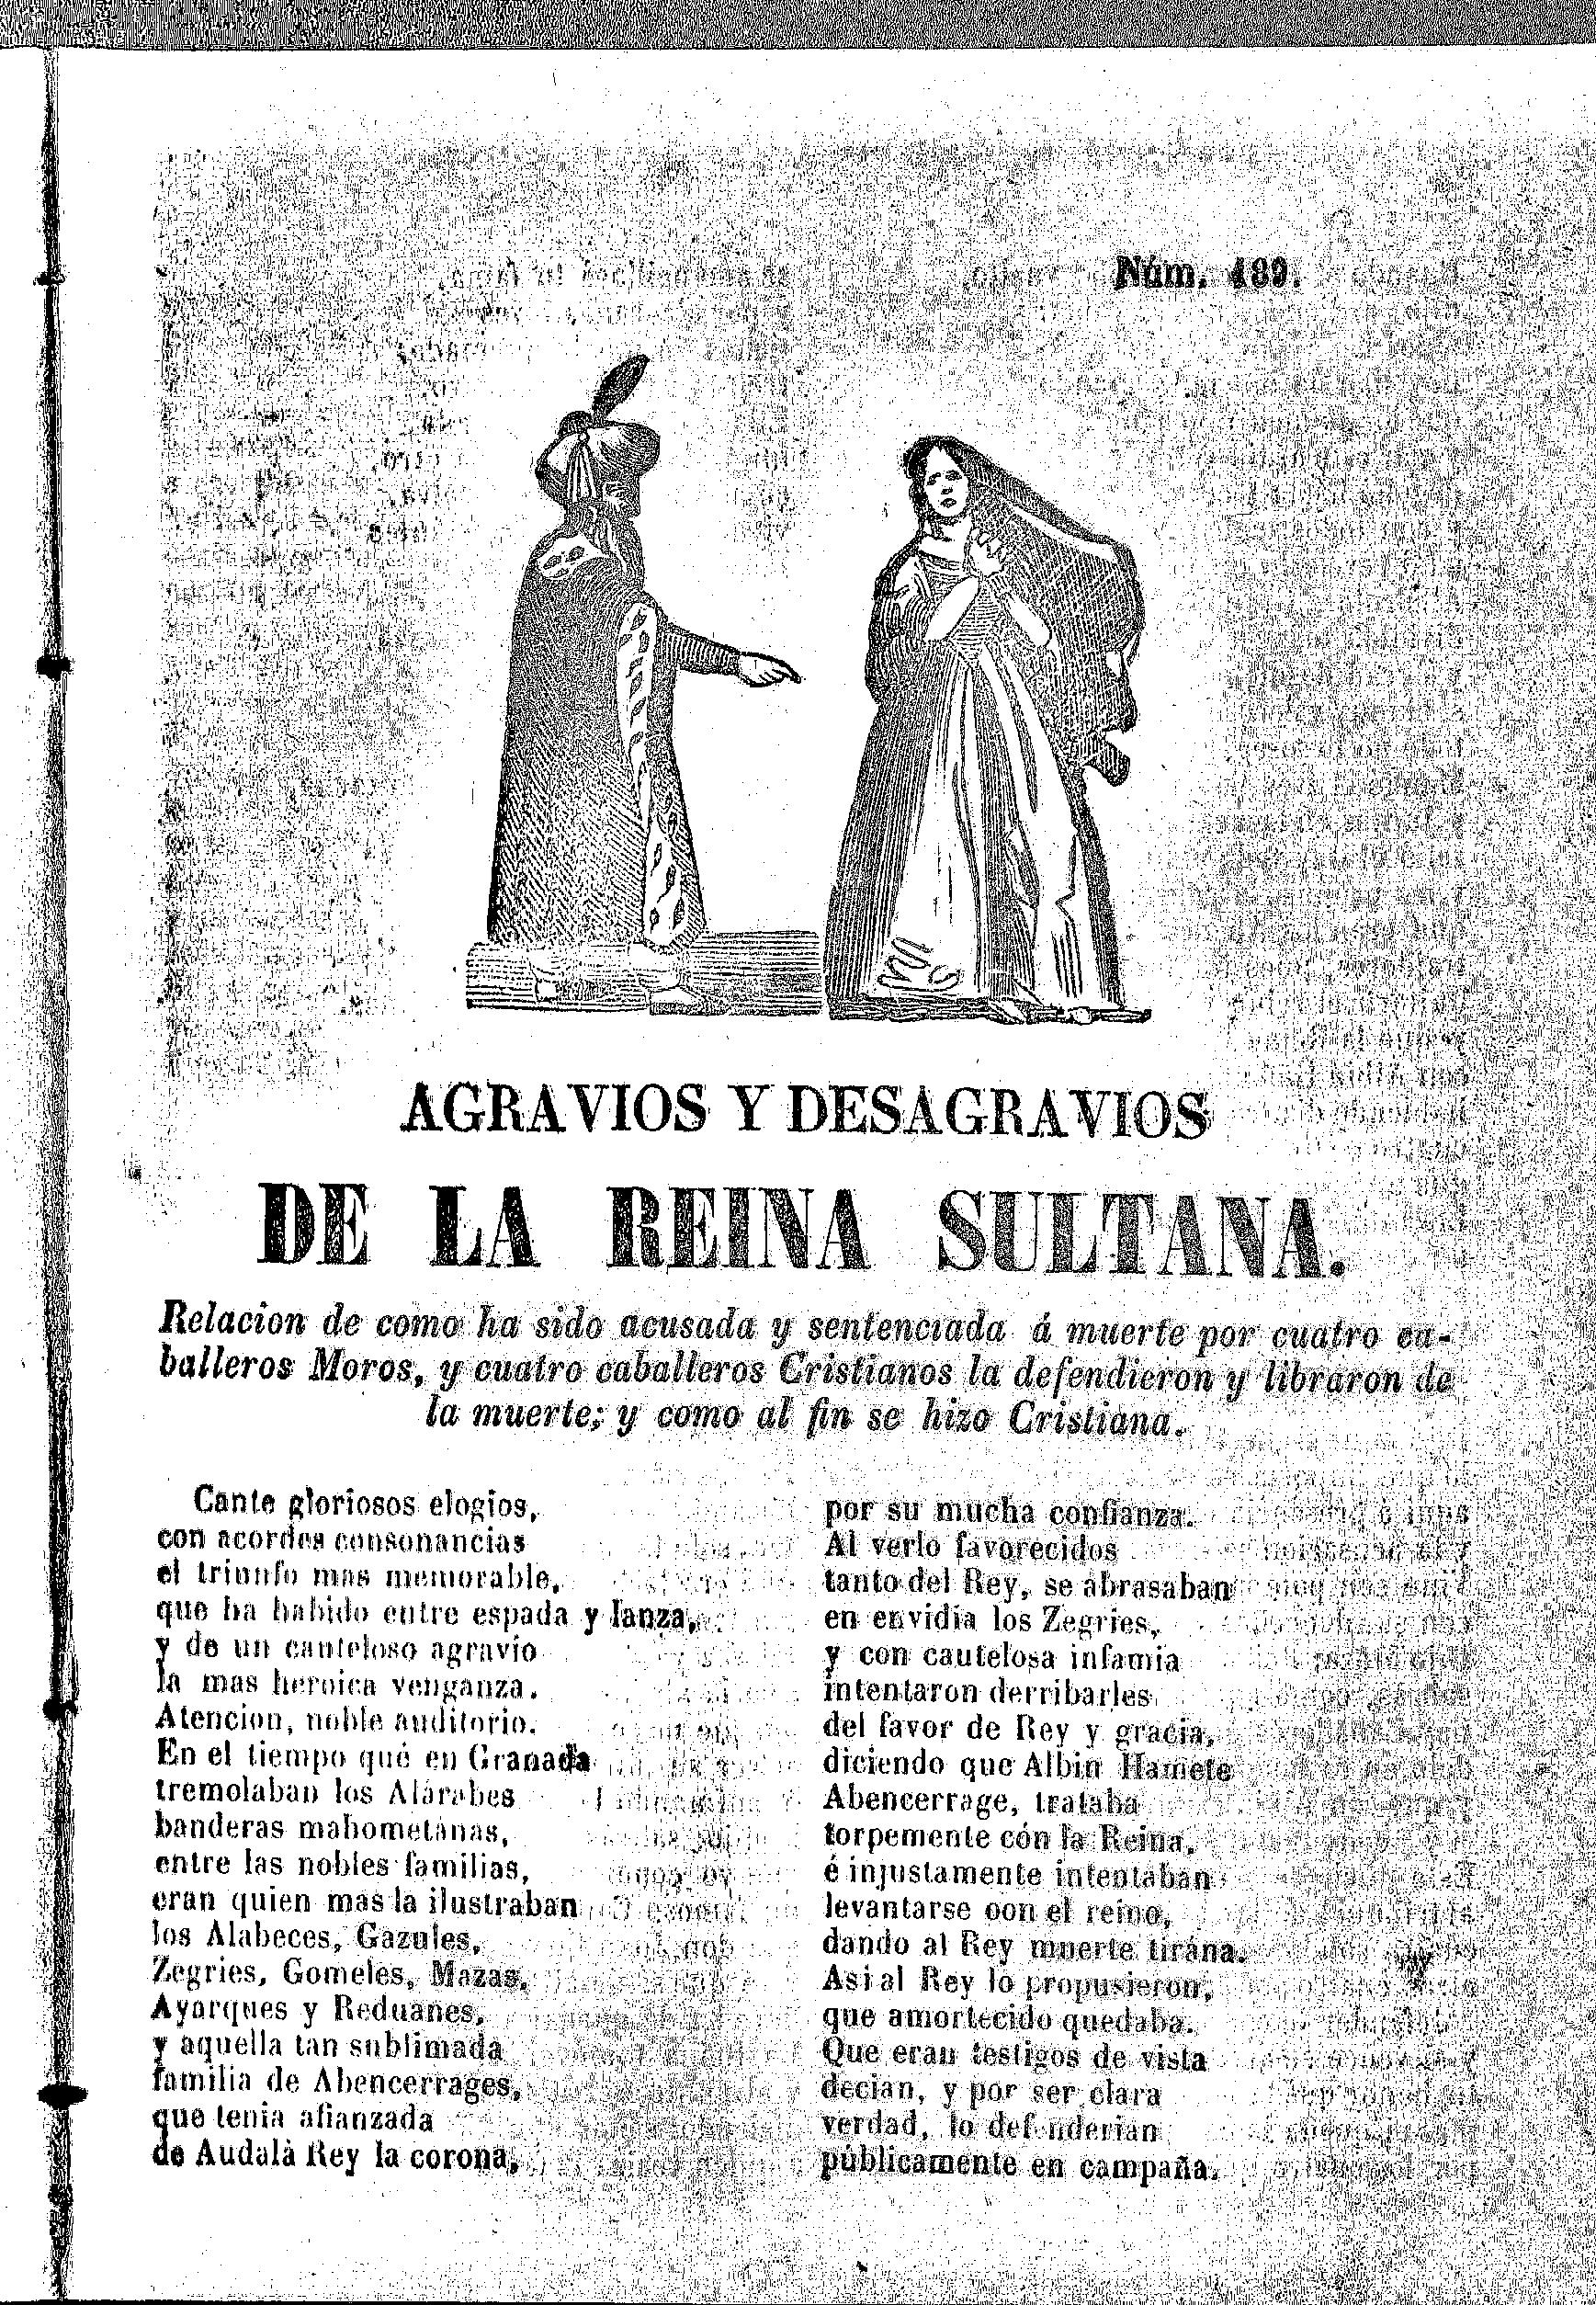 Núm. 189.
AGRAVIOS Y DESAGRAVIOS
DE LA REINA SULTANA.
Relacion de como ha sido acusada y sentenciada á muerte por cuatro ca-
balleros Moros, y cuatro caballeros Cristianos la defendieron y libraron de
la muerte; y como al fin se hizo Cristiana.
Cante gloriosos elogios,
con acordes consonancias
el triunfo mas memorable,
que ha habido entre espada y lanza,
y de un canteloso agravio
la mas heroica venganza.
Atencion, noble auditorio.
En el tiempo qué en Granada
tremolaban los Alárabes
banderas mahometanas,
entre las nobles familias,
eran quien mas la ilustraban
los Alabeces, Gazules,
Zegries, Gomeles, Mazas,
Ayarques y Reduanes,
y aquella tan sublimada
familia de Abencerrages,
que tenia afianzada
de Audalà Rey la corona,
por su mucha confianza.
Al verlo favorecidos
tanto del Rey, se abrasaban
en envidia los Zegries,
y con cautelosa infamia
intentaron derribarles
del favor de Rey y gracia,
diciendo que Albin Hamete
Abencerrage, trataba
torpemente cón la Reina,
é injustamente intentaban
levantarse oon el reino,
dando al Rey muerte tirána.
Asi al Rey lo propusieron,
que amortecido quedaba.
Que eran testigos de vista
decian, y por ser clara
verdad, lo defenderian
públicamente en campaña.